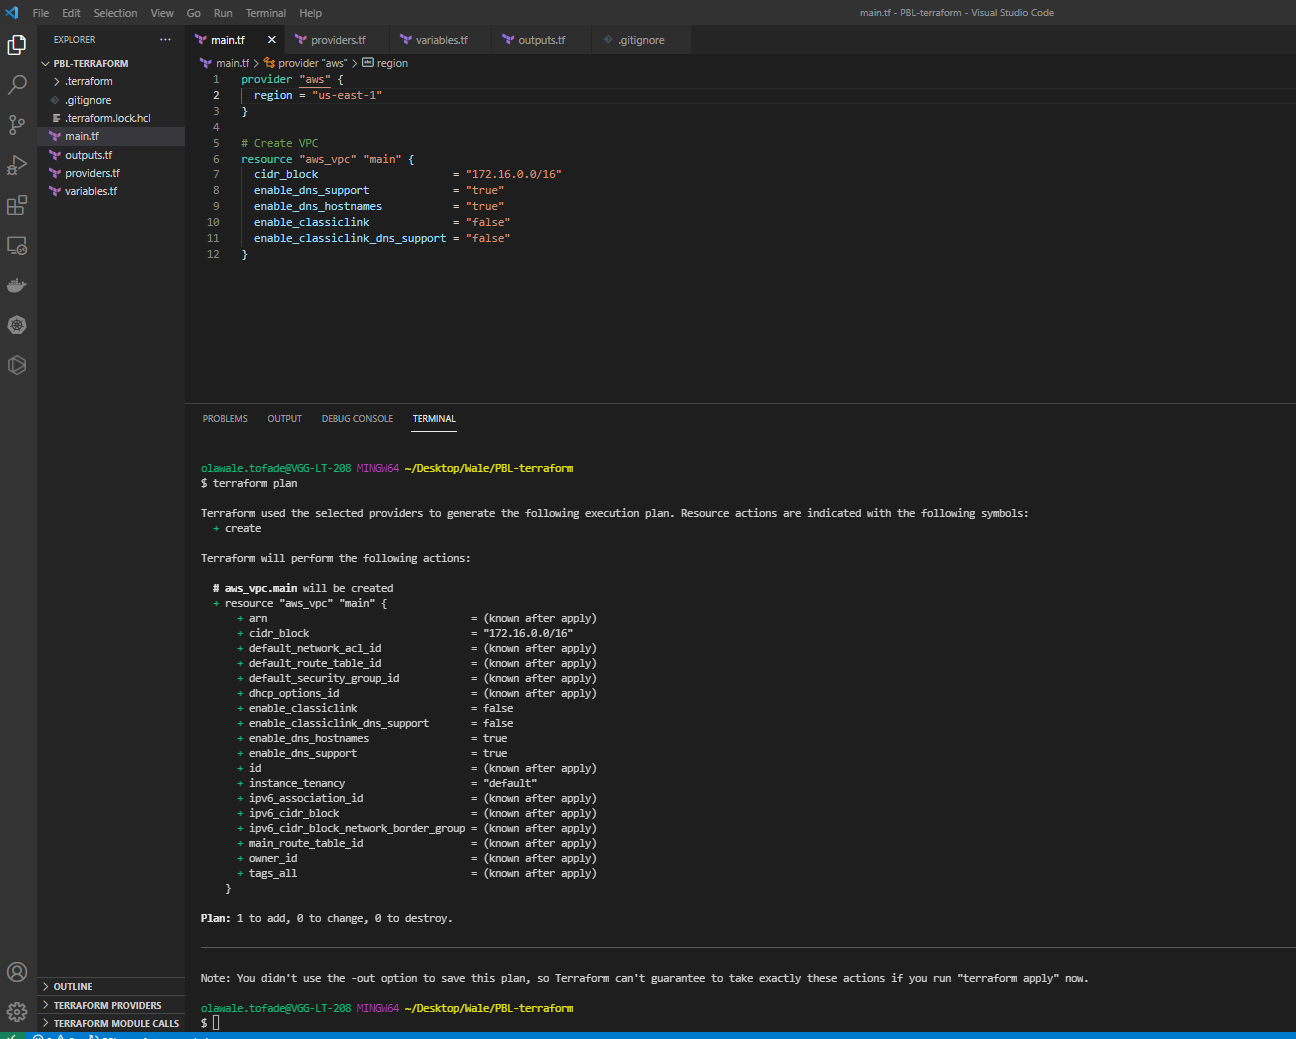 File Edit Selection View Go Run Terminal Help
main.tf - PBL-terraform - Visual Studio Code
EXPLORER ···
PBL-TERRAFORM
.terraform
.gitignore
.terraform.lock.hcl
main.tf
outputs.tf
providers.tf
variables.tf
OUTLINE
TERRAFORM PROVIDERS
TERRAFORM MODULE CALLS
main.tf providers.tf variables.tf outputs.tf .gitignore
main.tf > provider "aws" > region
1 provider "aws" {
2 region = "us-east-1"
3 }
4
5 # Create VPC
6 resource "aws_vpc" "main" {
7 cidr_block = "172.16.0.0/16"
8 enable_dns_support = "true"
9 enable_dns_hostnames = "true"
10 enable_classiclink = "false"
11 enable_classiclink_dns_support = "false"
12 }
PROBLEMS OUTPUT DEBUG CONSOLE TERMINAL
olawale.tofade@VGG-LT-208 MINGW64 ~/Desktop/Wale/PBL-terraform
$ terraform plan
Terraform used the selected providers to generate the following execution plan. Resource actions are indicated with the following symbols:
+ create
Terraform will perform the following actions:
# aws_vpc.main will be created
+ resource "aws_vpc" "main" {
+ arn = (known after apply)
+ cidr_block = "172.16.0.0/16"
+ default_network_acl_id = (known after apply)
+ default_route_table_id = (known after apply)
+ default_security_group_id = (known after apply)
+ dhcp_options_id = (known after apply)
+ enable_classiclink = false
+ enable_classiclink_dns_support = false
+ enable_dns_hostnames = true
+ enable_dns_support = true
+ id = (known after apply)
+ instance_tenancy = "default"
+ ipv6_association_id = (known after apply)
+ ipv6_cidr_block = (known after apply)
+ ipv6_cidr_block_network_border_group = (known after apply)
+ main_route_table_id = (known after apply)
+ owner_id = (known after apply)
+ tags_all = (known after apply)
}
Plan: 1 to add, 0 to change, 0 to destroy.
Note: You didn't use the -out option to save this plan, so Terraform can't guarantee to take exactly these actions if you run "terraform apply" now.
olawale.tofade@VGG-LT-208 MINGW64 ~/Desktop/Wale/PBL-terraform
$